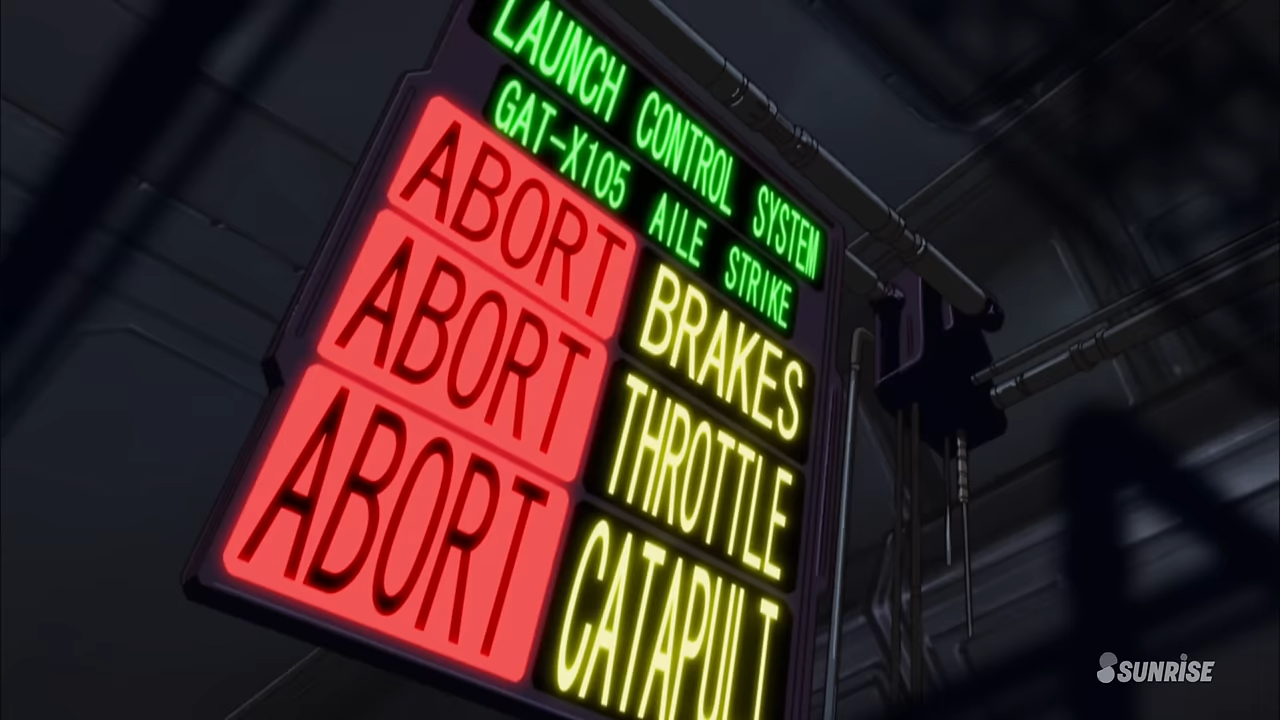 LAUNCH CONTROL SYSTEM
GAT-X105 AILE STRIKE
ABORT BRAKES
ABORT THROTTLE
ABORT CATAPULT
SUNRISE